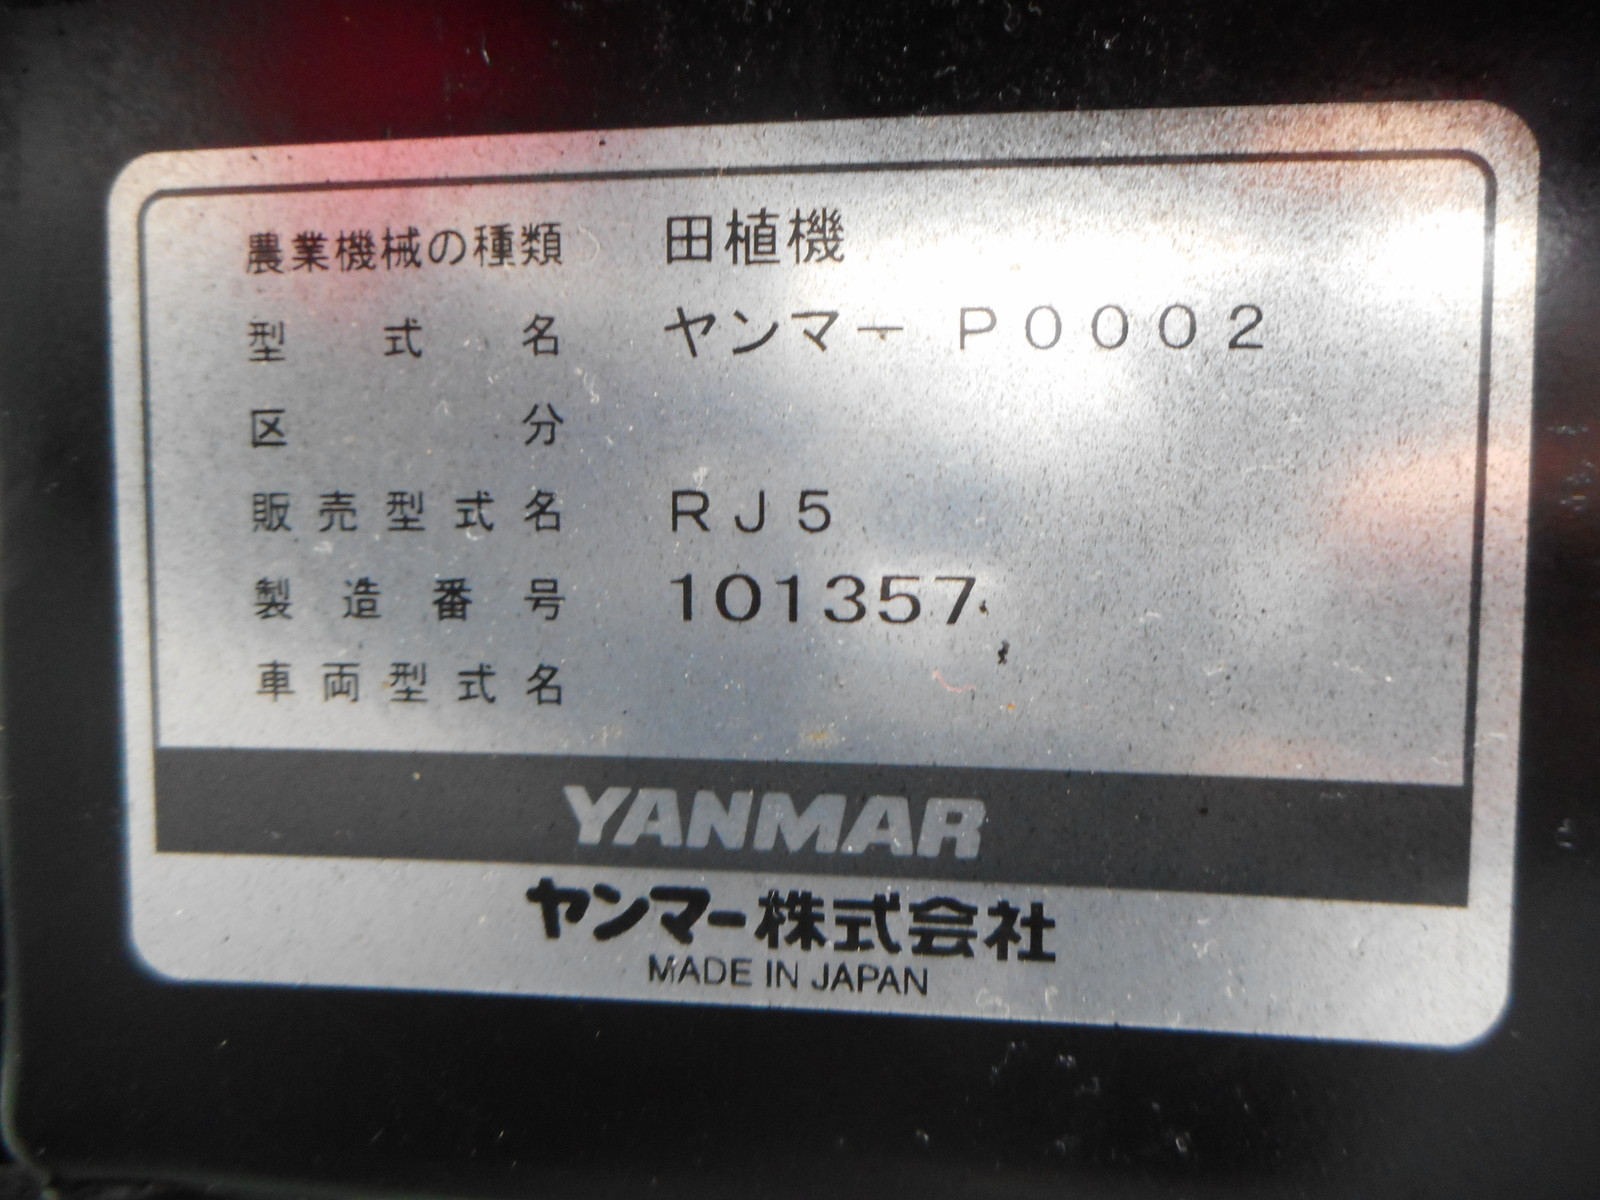 農業機械の種類 田植機
型式名 ヤンマー P0002
区分
販売型式名 RJ5
製造番号 101357
車両型式名
YANMAR
ヤンマー株式会社
MADE IN JAPAN